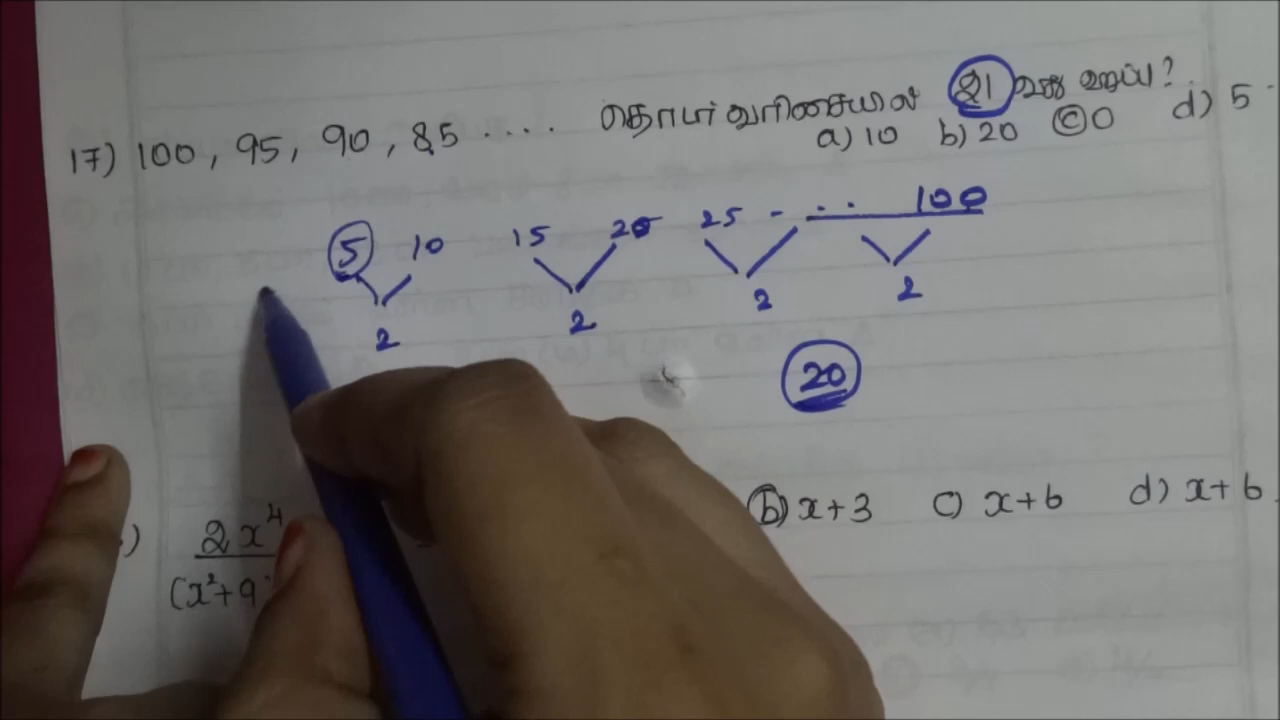 17) 100, 95, 90, 85 .... தொடர் வரிசையில் 21 வது உறுப்பு?
a) 10 b) 20 c) 0 d) 5
5 10 15 20 25 - .. 100
2 2 2 2
20
2x⁴
(x²+9
b) x+3 c) x+6 d) x+6